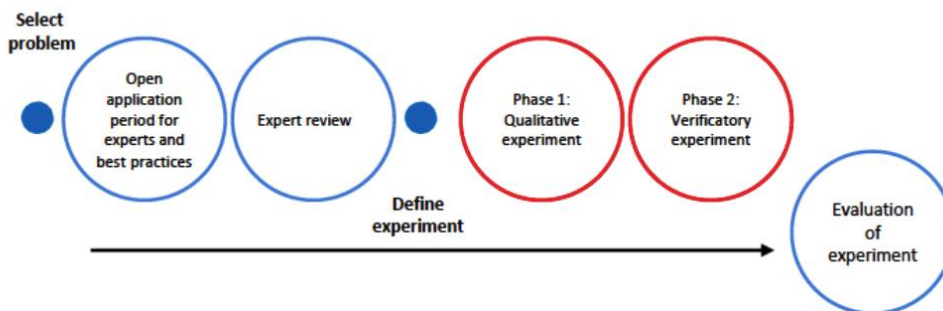 Select
problem
Open
application
period for
experts and
best practices
Expert review
Define
experiment
Phase 1:
Qualitative
experiment
Phase 2:
Verificatory
experiment
Evaluation
of
experiment